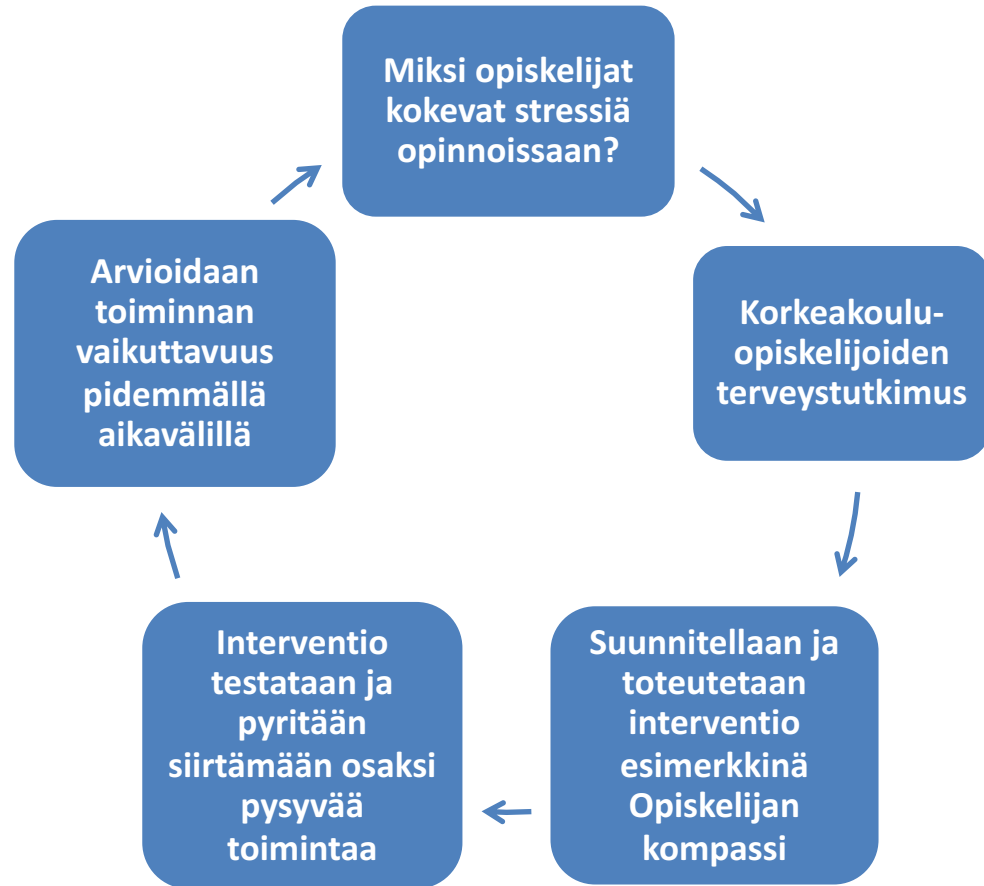 Miksi opiskelijat
kokevat stressiä
opinnoissaan?
Korkeakoulu-
opiskelijoiden
terveystutkimus
Suunnitellaan ja
toteutetaan
interventio
esimerkkinä
Opiskelijan
kompassi
Interventio
testataan ja
pyritään
siirtämään osaksi
pysyvää
toimintaa
Arvioidaan
toiminnan
vaikuttavuus
pidemmällä
aikavälillä